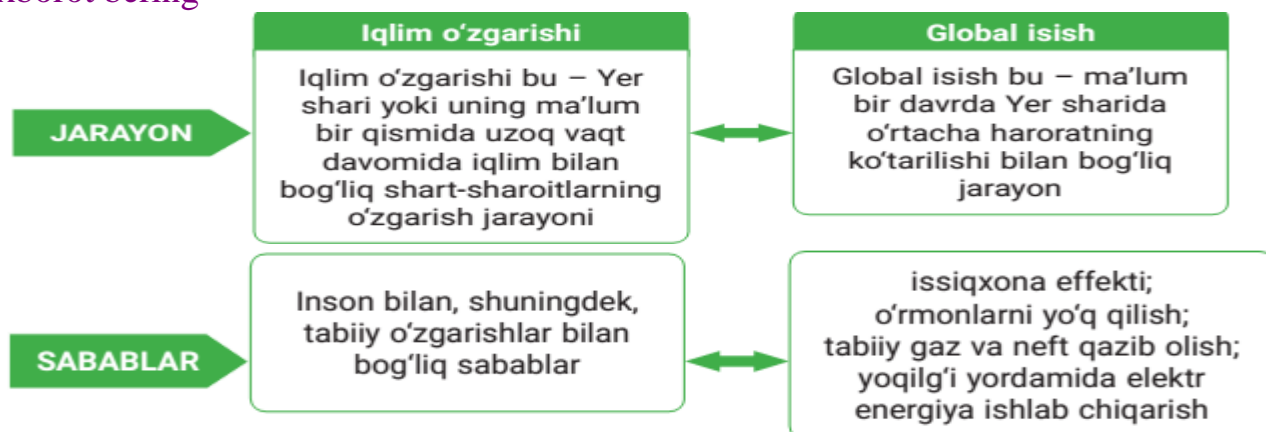 bering
Iqlim o‘zgarishi
Global isish
JARAYON
Iqlim o‘zgarishi bu – Yer
shari yoki uning ma’lum
bir qismida uzoq vaqt
davomida iqlim bilan
bog‘liq shart-sharoitlarning
o‘zgarish jarayoni
Global isish bu – ma’lum
bir davrda Yer sharida
o‘rtacha haroratning
ko‘tarilishi bilan bog‘liq
jarayon
SABABLAR
Inson bilan, shuningdek,
tabiiy o‘zgarishlar bilan
bog‘liq sabablar
issiqxona effekti;
o‘rmonlarni yo‘q qilish;
tabiiy gaz va neft qazib olish;
yoqilg‘i yordamida elektr
energiya ishlab chiqarish